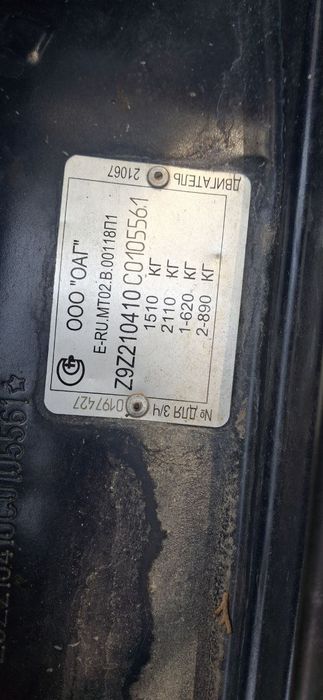 ООО "ОАГ"
E-RU.MT02.B.00118П1
Z9Z210410C0105561
1510 КГ
2110 КГ
1-620 КГ
2-890 КГ
ДВИГАТЕЛЬ 21067
№ ДЛЯ З/Ч 0197427
210410C0105561☆